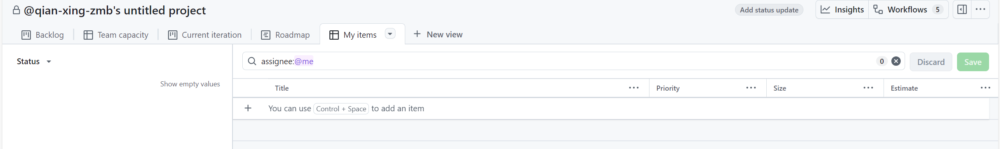 @qian-xing-zmb's untitled project
Add status update
Insights
Workflows 5
Backlog
Team capacity
Current iteration
Roadmap
My items
New view
Status
assignee:@me
0
Discard
Save
Show empty values
Title
Priority
Size
Estimate
You can use Control + Space to add an item